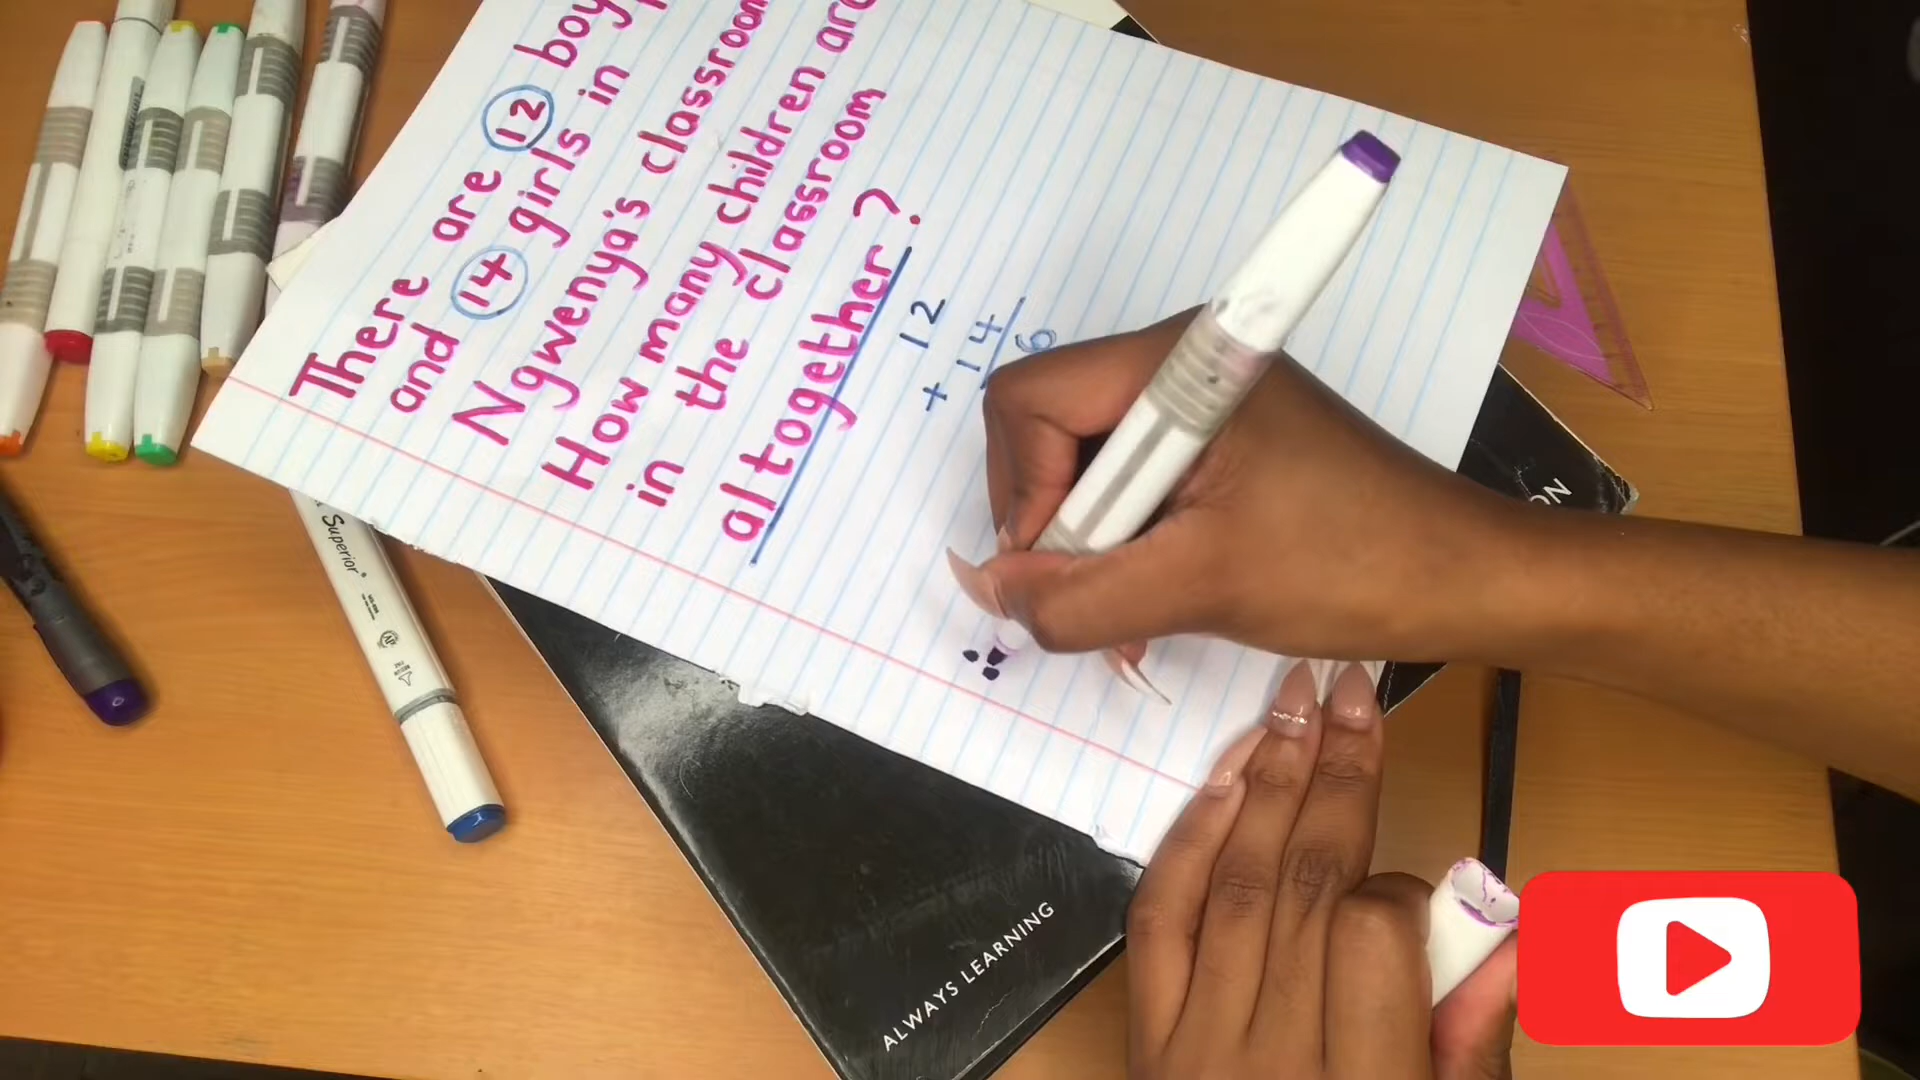 There are 12 boy
and 14 girls in
Ngwenya's classroom
How many children are
in the classroom
altogether?
12
+ 14
6
Superior
ALWAYS LEARNING
ON